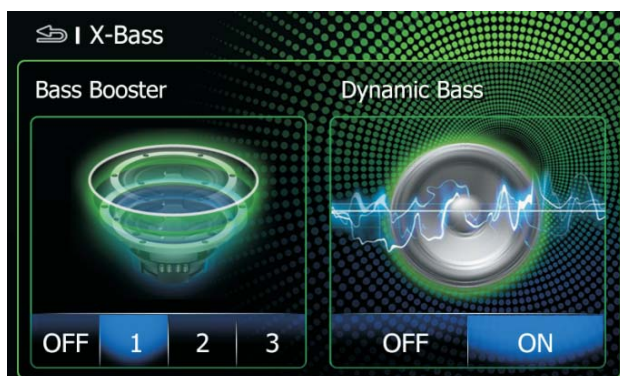 I X-Bass
Bass Booster
Dynamic Bass
OFF 1 2 3
OFF ON